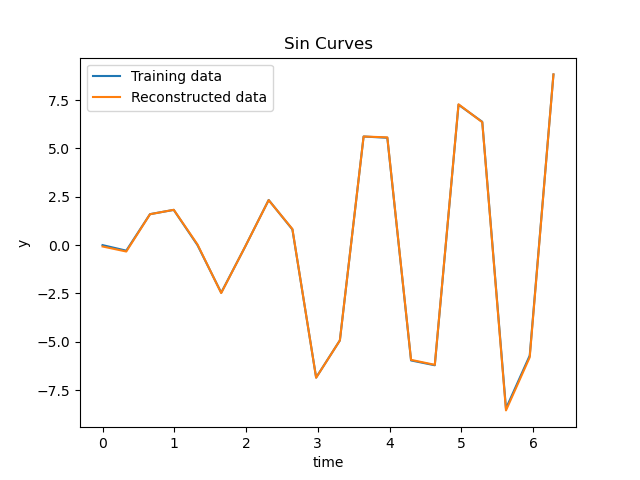 Sin Curves
Training data
Reconstructed data
7.5
5.0
2.5
0.0
−2.5
−5.0
−7.5
y
0 1 2 3 4 5 6
time